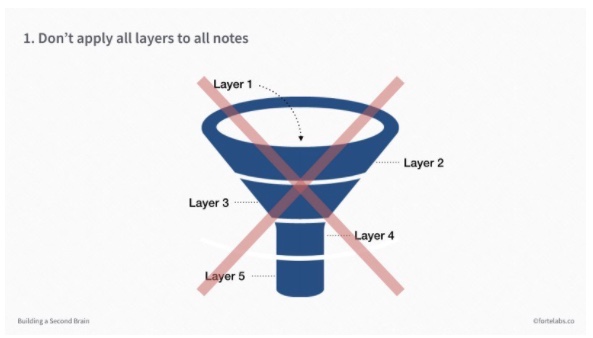 1. Don’t apply all layers to all notes
Layer 1
Layer 2
Layer 3
Layer 4
Layer 5
Building a Second Brain
©fortelabs.co